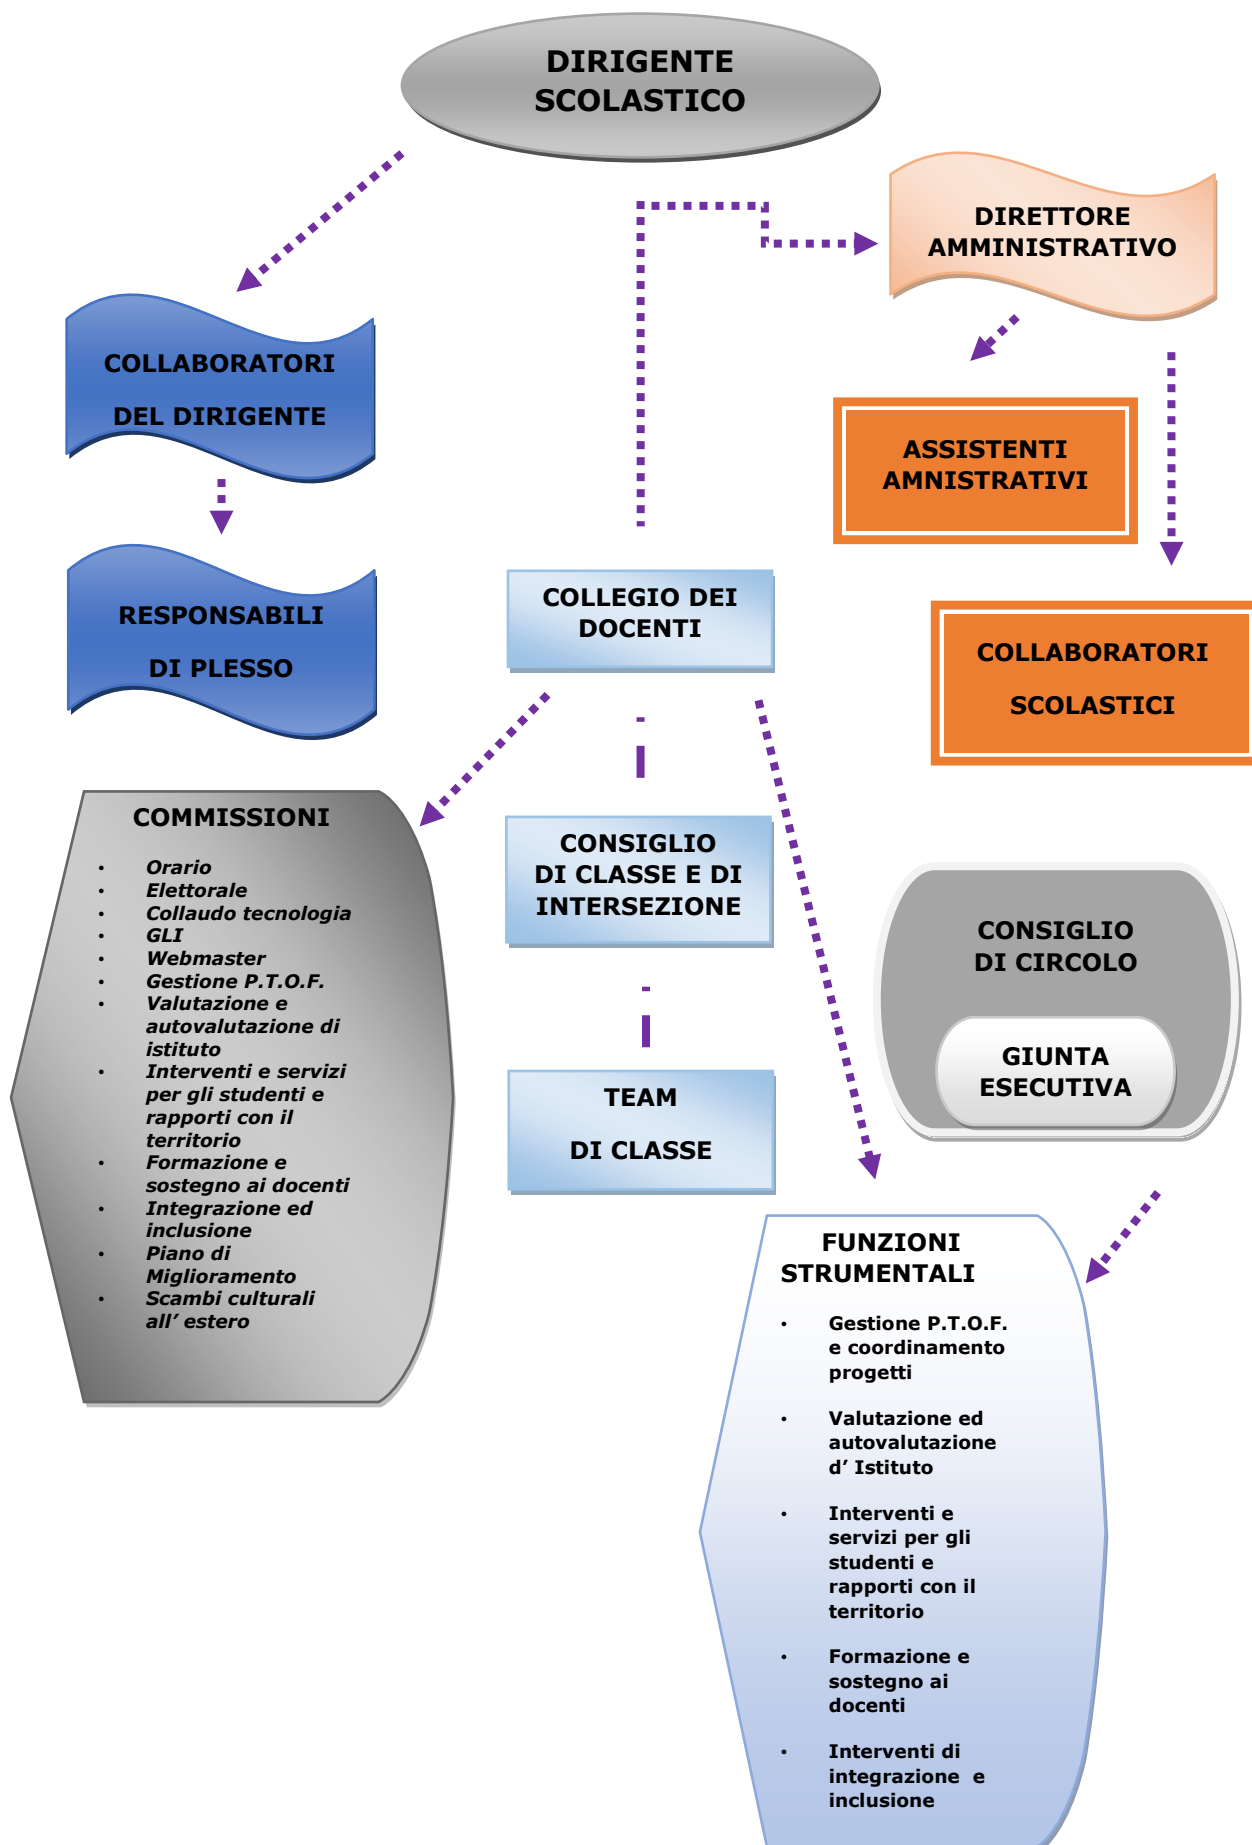 DIRIGENTE
SCOLASTICO
DIRETTORE
AMMINISTRATIVO
COLLABORATORI
DEL DIRIGENTE
ASSISTENTI
AMNISTRATIVI
RESPONSABILI
DI PLESSO
COLLEGIO DEI
DOCENTI
COLLABORATORI
SCOLASTICI
COMMISSIONI
• Orario
• Elettorale
• Collaudo tecnologia
• GLI
• Webmaster
• Gestione P.T.O.F.
• Valutazione e
autovalutazione di
istituto
• Interventi e servizi
per gli studenti e
rapporti con il
territorio
• Formazione e
sostegno ai docenti
• Integrazione ed
inclusione
• Piano di
Miglioramento
• Scambi culturali
all' estero
CONSIGLIO
DI CLASSE E DI
INTERSEZIONE
TEAM
DI CLASSE
CONSIGLIO
DI CIRCOLO
GIUNTA
ESECUTIVA
FUNZIONI
STRUMENTALI
• Gestione P.T.O.F.
e coordinamento
progetti
• Valutazione ed
autovalutazione
d' Istituto
• Interventi e
servizi per gli
studenti e
rapporti con il
territorio
• Formazione e
sostegno ai
docenti
• Interventi di
integrazione e
inclusione